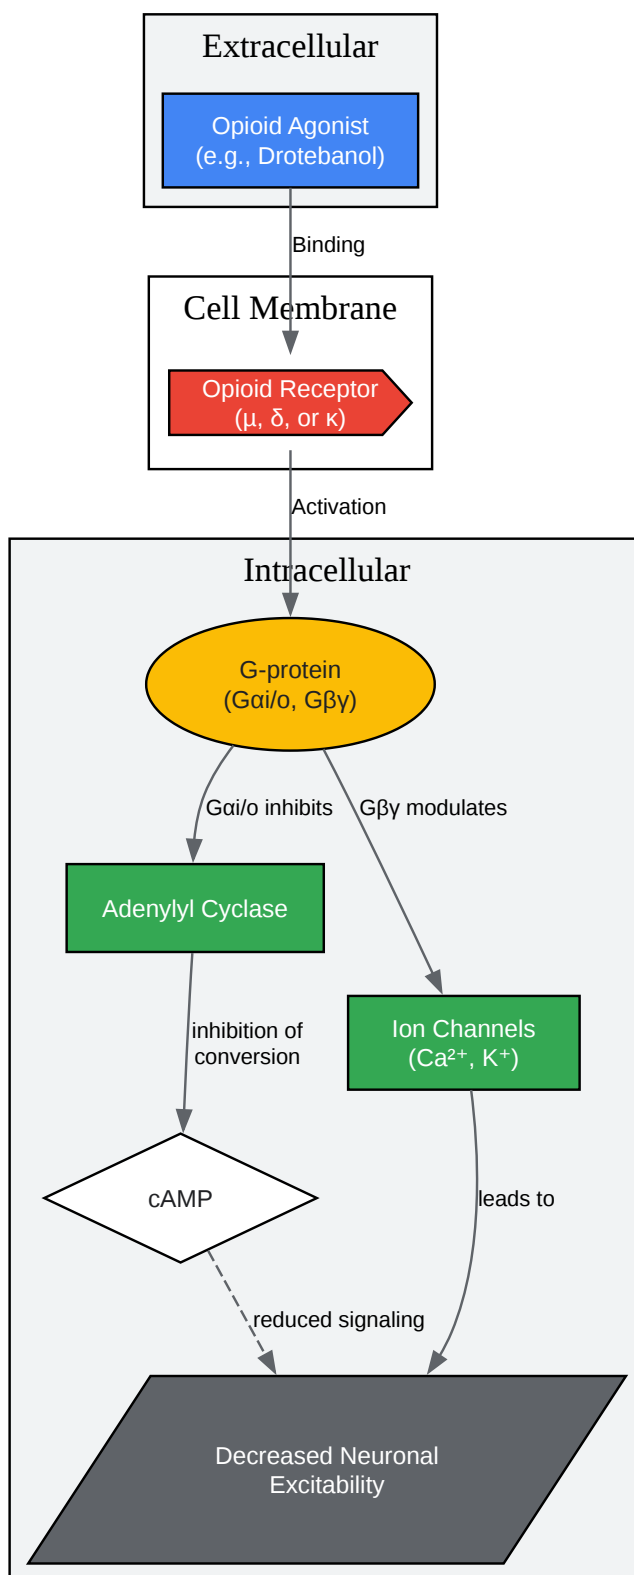 Extracellular
Opioid Agonist
(e.g., Drotebanol)
Binding
Cell Membrane
Opioid Receptor
(μ, δ, or κ)
Activation
Intracellular
G-protein
(Gαi/o, Gβγ)
Gαi/o inhibits
Gβγ modulates
Adenylyl Cyclase
inhibition of
conversion
Ion Channels
(Ca²⁺, K⁺)
cAMP
leads to
reduced signaling
Decreased Neuronal
Excitability